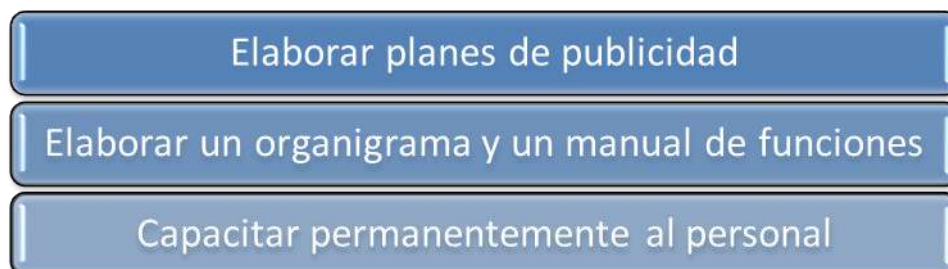 Elaborar planes de publicidad
Elaborar un organigrama y un manual de funciones
Capacitar permanentemente al personal